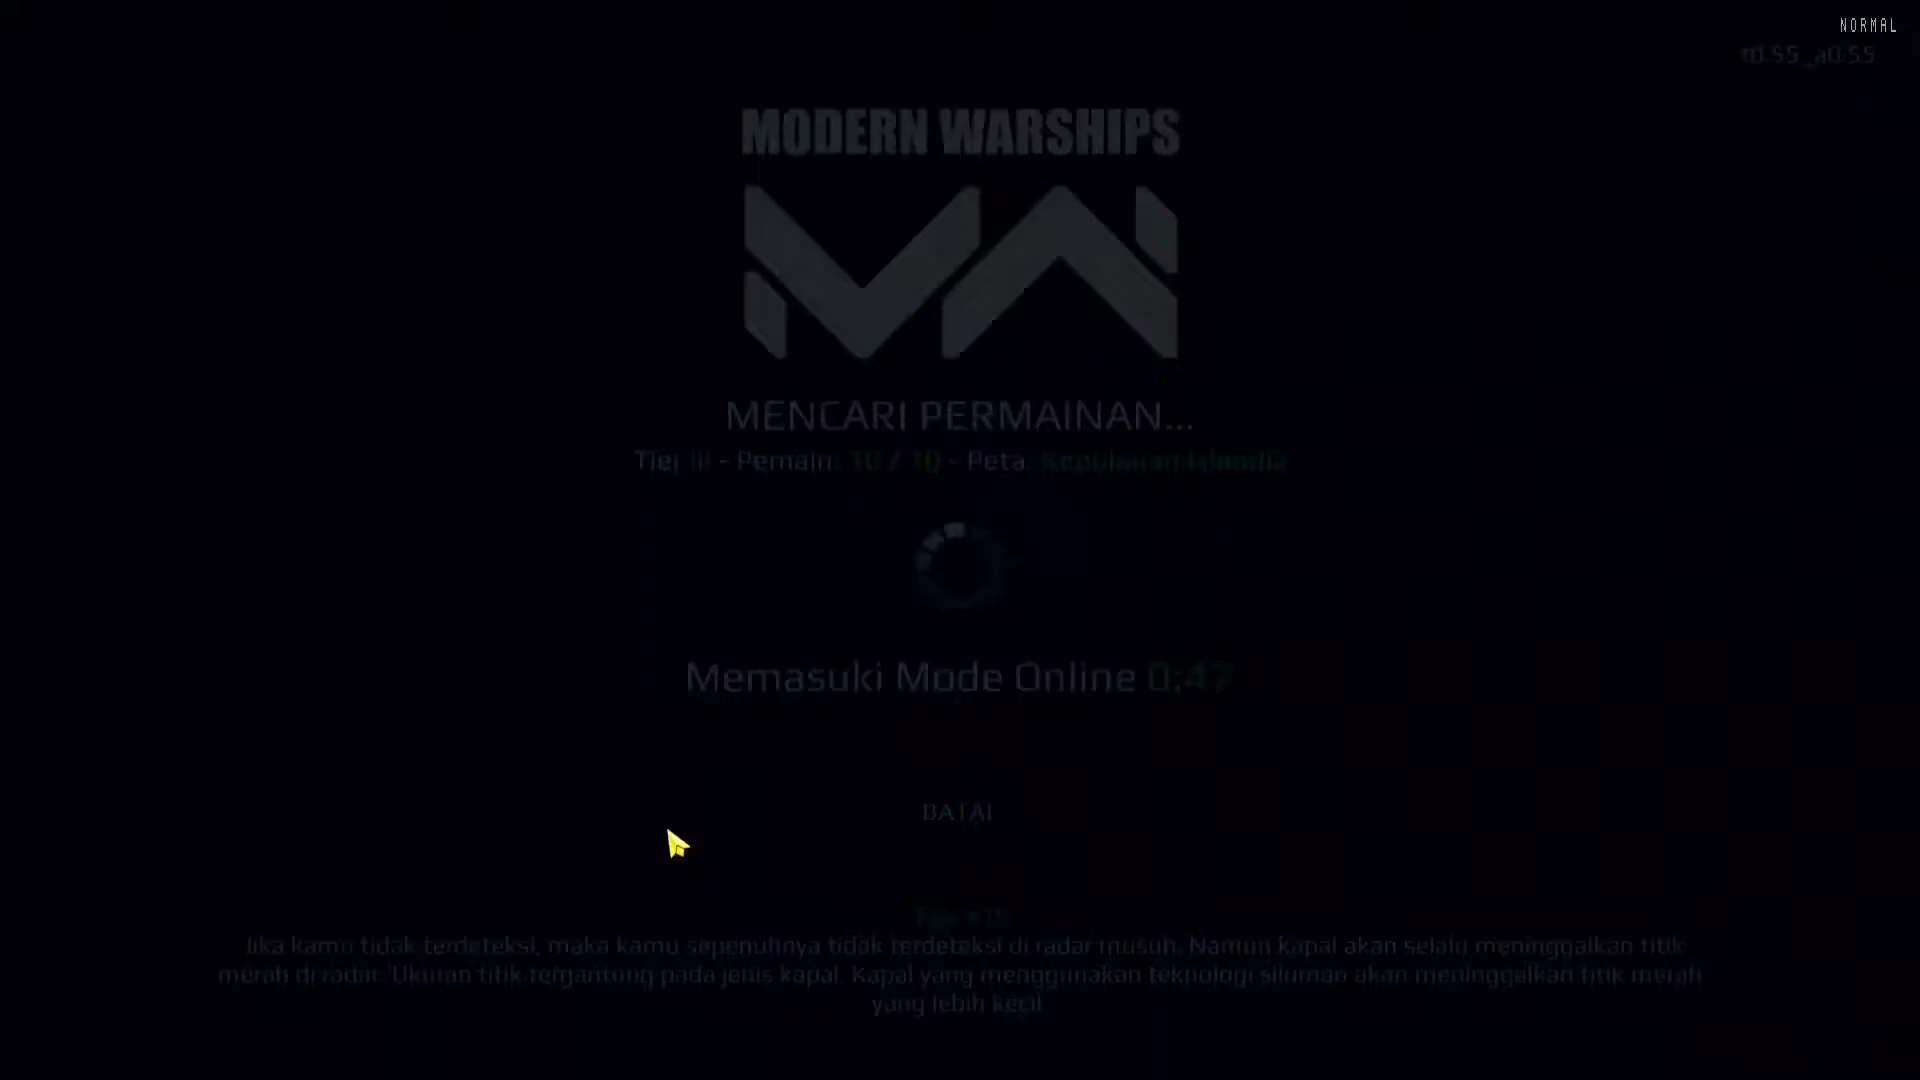 NORMAL
t0.55_a0.55
MODERN WARSHIPS
MENCARI PERMAINAN...
Tier III - Pemain: 10 / 10 - Peta: Kepulauan Islandia
Memasuki Mode Online 0:47
BATAL
Jika kamu tidak terdeteksi, maka kamu sepenuhnya tidak terdeteksi di radar musuh. Namun kapal akan selalu meninggalkan titik
merah di radar. Ukuran titik tergantung pada jenis kapal. Kapal yang menggunakan teknologi siluman akan meninggalkan titik merah
yang lebih kecil.